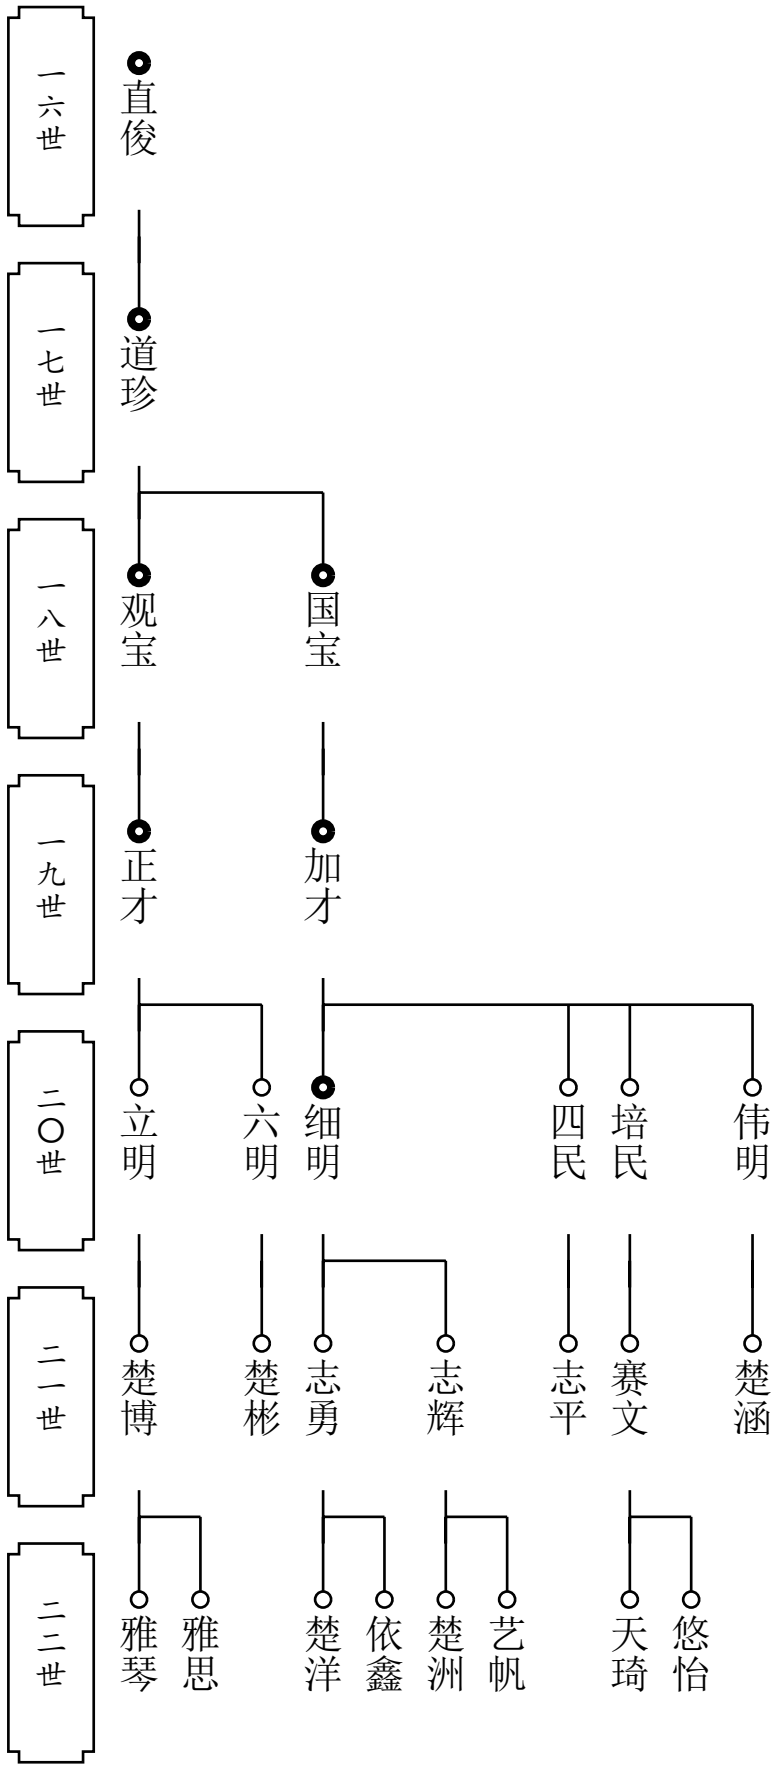 一六世
直俊
一七世
道珍
一八世
观宝
国宝
一九世
正才
加才
二〇世
立明
六明
细明
四民
培民
伟明
二一世
楚博
楚彬
志勇
志辉
志平
赛文
楚涵
二二世
雅琴
雅思
楚洋
依鑫
楚洲
艺帆
天琦
悠怡